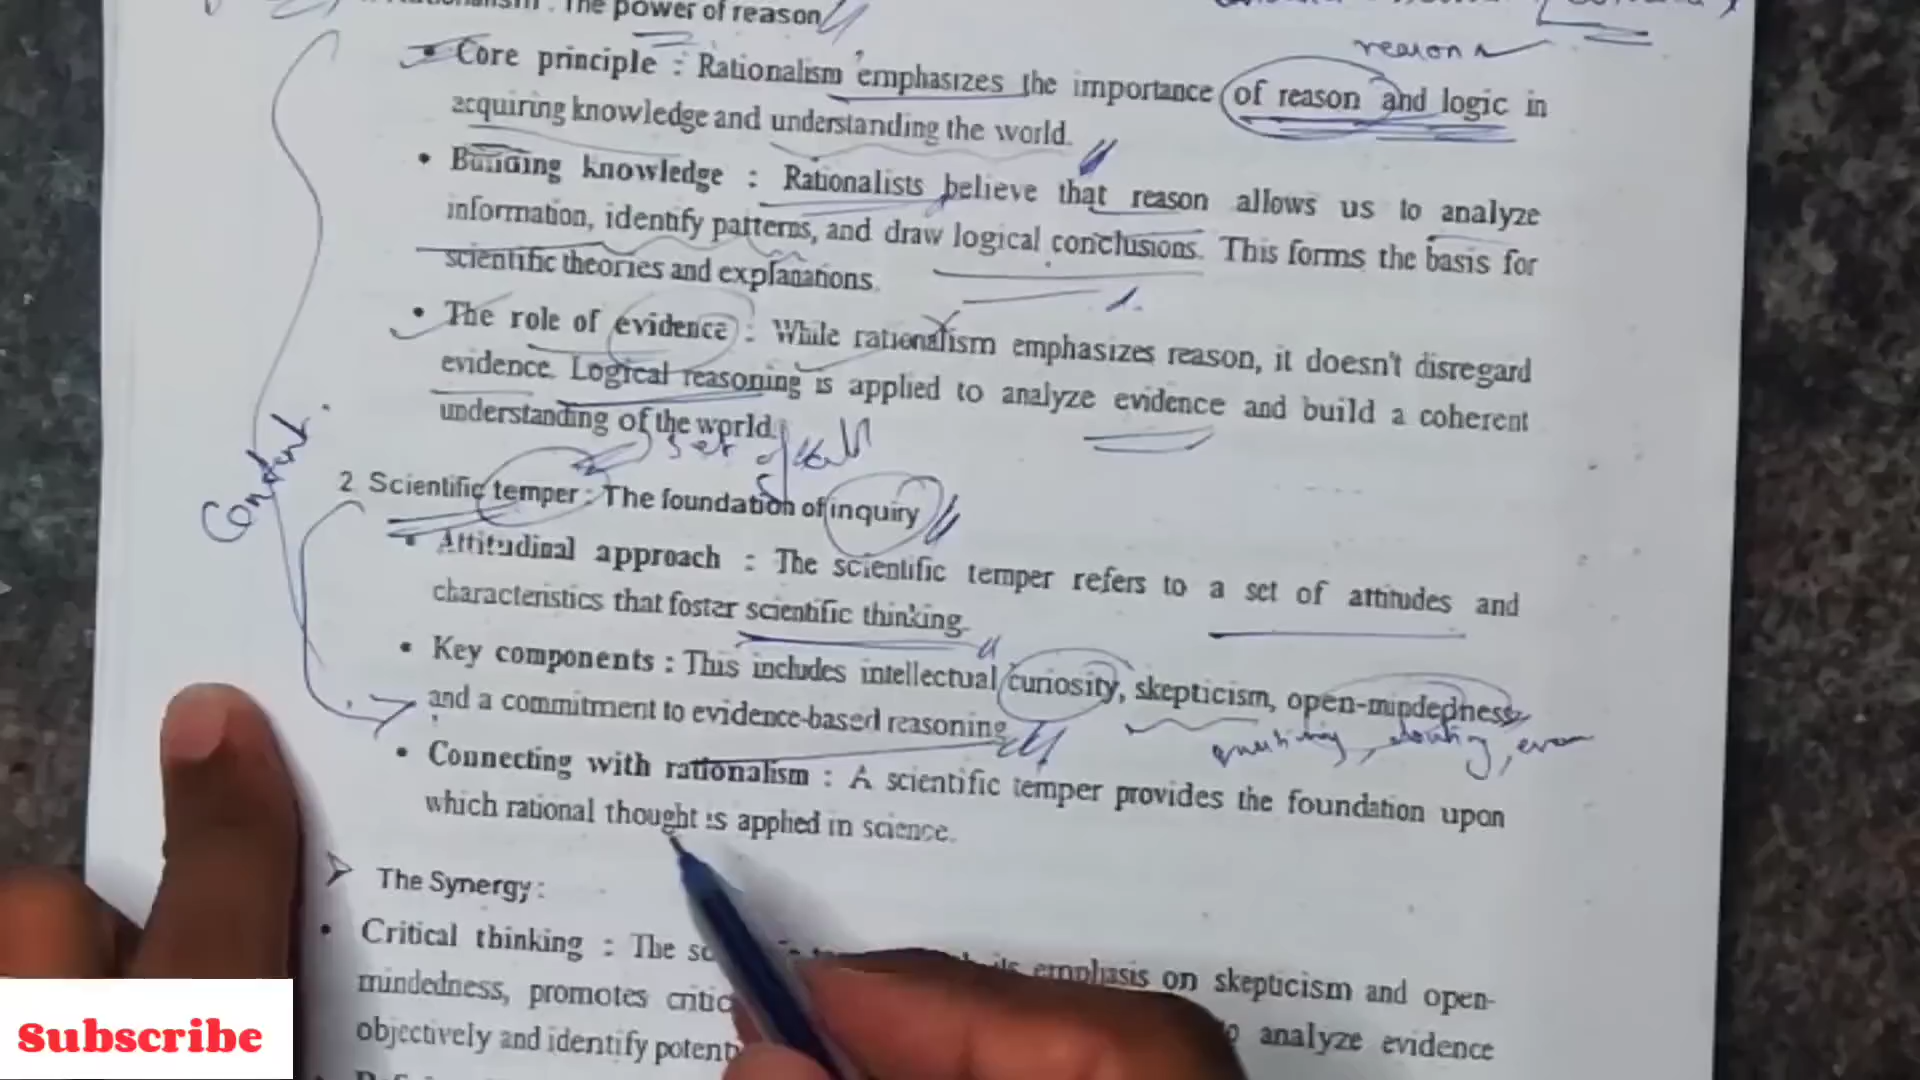 : The power of reason
reason
• Core principle : Rationalism emphasizes the importance of reason and logic in
acquiring knowledge and understanding the world.
• Building knowledge : Rationalists believe that reason allows us to analyze
information, identify patterns, and draw logical conclusions. This forms the basis for
scientific theories and explanations.
• The role of evidence : While rationalism emphasizes reason, it doesn't disregard
evidence. Logical reasoning is applied to analyze evidence and build a coherent
understanding of the world.
set of
2 Scientific temper : The foundation of inquiry
• Attitudinal approach : The scientific temper refers to a set of attitudes and
characteristics that foster scientific thinking.
• Key components : This includes intellectual curiosity, skepticism, open-mindedness,
and a commitment to evidence-based reasoning.
• Connecting with rationalism : A scientific temper provides the foundation upon
which rational thought is applied in science.
➢ The Synergy :
• Critical thinking : The emphasis on skepticism and open-
mindedness, promotes analyze evidence
objectively and identify
Subscribe